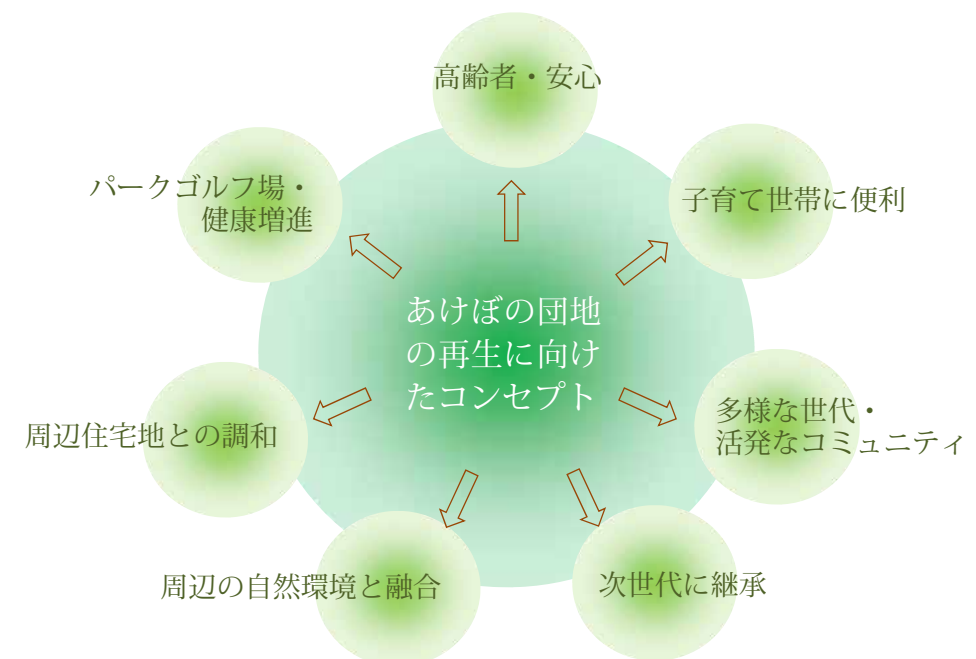 高齢者・安心
パークゴルフ場・
健康増進
子育て世帯に便利
あけぼの団地
の再生に向け
たコンセプト
周辺住宅地との調和
多様な世代・
活発なコミュニティ
周辺の自然環境と融合
次世代に継承